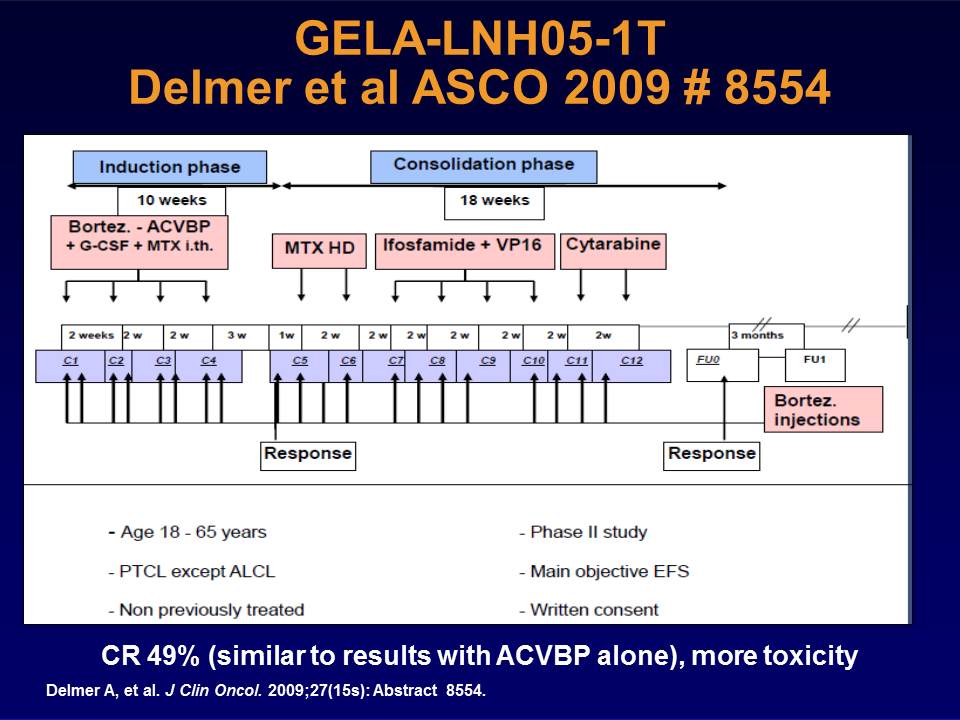 GELA-LNH05-1T
Delmer et al ASCO 2009 # 8554
Induction phase
Consolidation phase
10 weeks
18 weeks
Bortez. - ACVBP
+ G-CSF + MTX i.th.
MTX HD
Ifosfamide + VP16
Cytarabine
2 weeks 2 w 2 w 3 w 1w 2 w 2 w 2 w 2 w 2 w 2 w 2w 3 months
C1 C2 C3 C4 C5 C6 C7 C8 C9 C10 C11 C12 FU0 FU1
Bortez.
injections
Response
Response
- Age 18 - 65 years
- PTCL except ALCL
- Non previously treated
- Phase II study
- Main objective EFS
- Written consent
CR 49% (similar to results with ACVBP alone), more toxicity
Delmer A, et al. J Clin Oncol. 2009;27(15s): Abstract 8554.